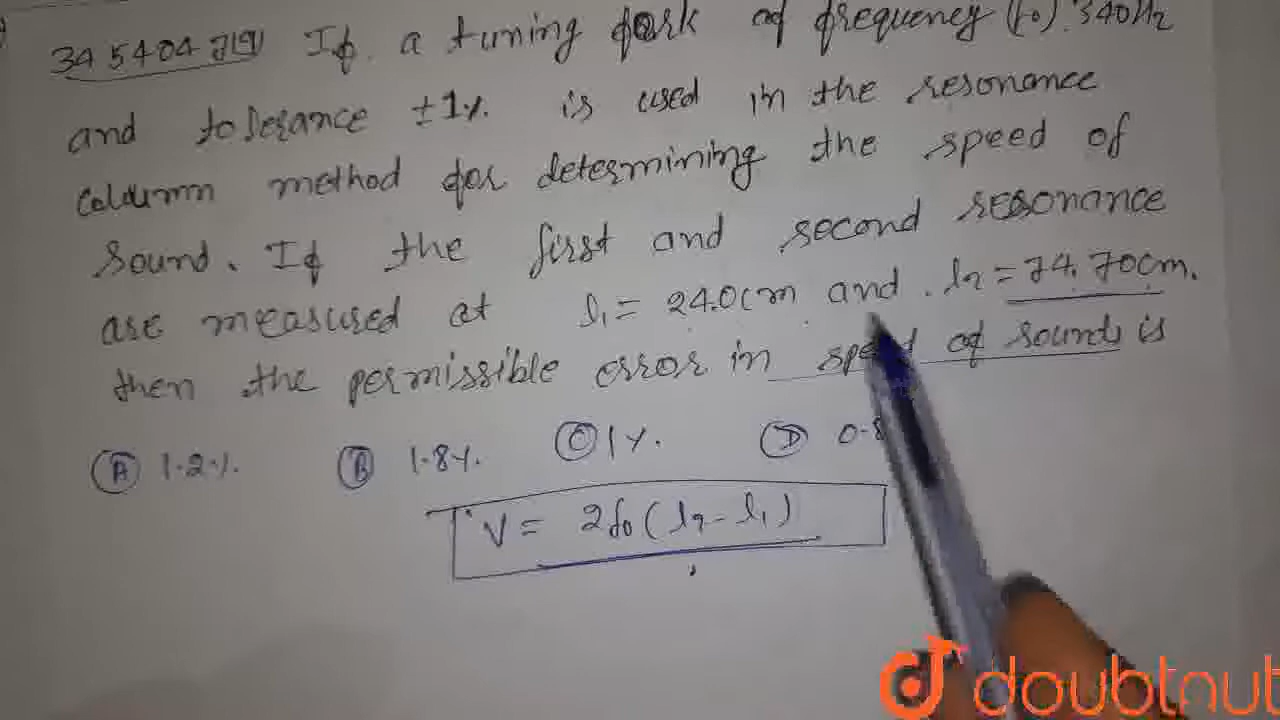 345404719 If a tuning fork of frequency (fo) 340Hz
and tolerance ±1% is used in the resonance
column method for determining the speed of
sound. If the first and second resonance
are measured at l₁ = 24.0cm and l₂ = 74.70cm.
then the permissible error in speed of sounds is
(A) 1.2% (B) 1.8% (C) 1% (D) 0.8
V = 2fo(l₂-l₁)
doubtnut